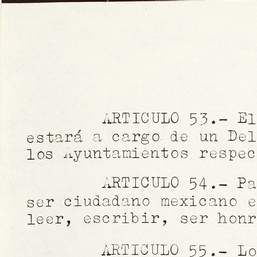 ARTICULO 53.- El
estará a cargo de un Del
los Ayuntamientos respec
ARTICULO 54.- Pa
ser ciudadano mexicano e
leer, escribir, ser honr
ARTICULO 55.- Lo